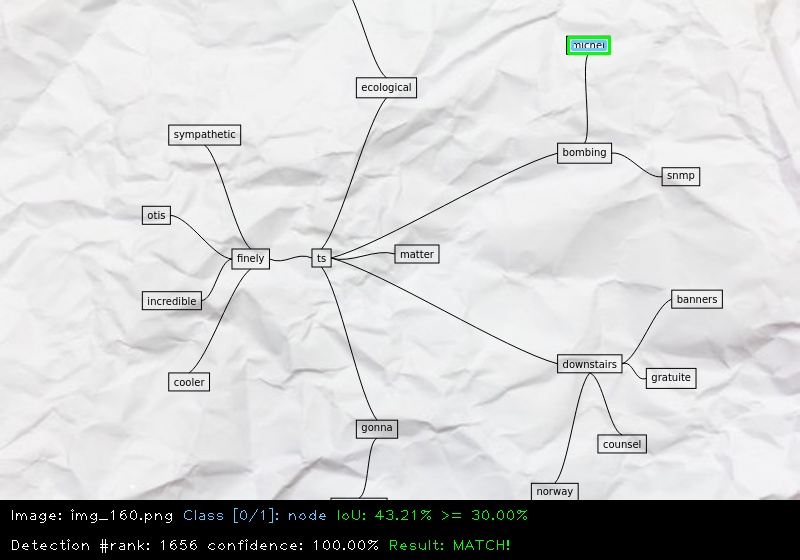 ecological
sympathetic
bombing
snmp
otis
finely
ts
matter
incredible
banners
cooler
downstairs
gratuite
gonna
counsel
norway
Image: img_160.png Class [0/1]: node IoU: 43.21% >= 30.00%
Detection #rank: 1656 confidence: 100.00% Result: MATCH!